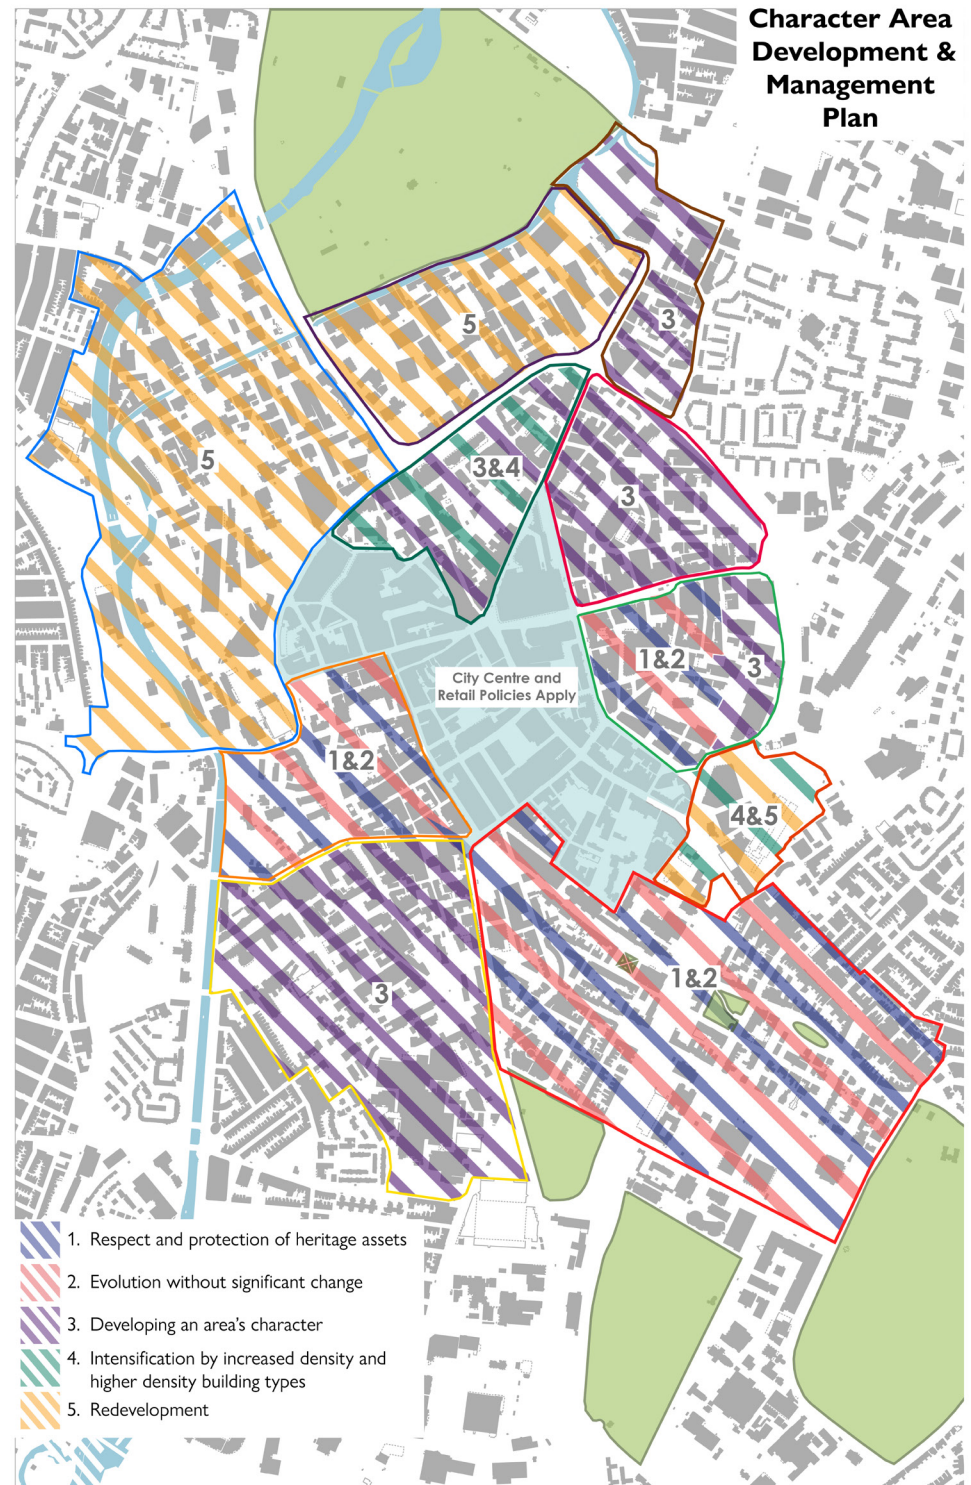 Character Area
Development &
Management
Plan
3
5
5
3&4
3
City Centre and
Retail Policies Apply
1&2
3
1&2
4&5
1&2
3
1. Respect and protection of heritage assets
2. Evolution without significant change
3. Developing an area's character
4. Intensification by increased density and
higher density building types
5. Redevelopment